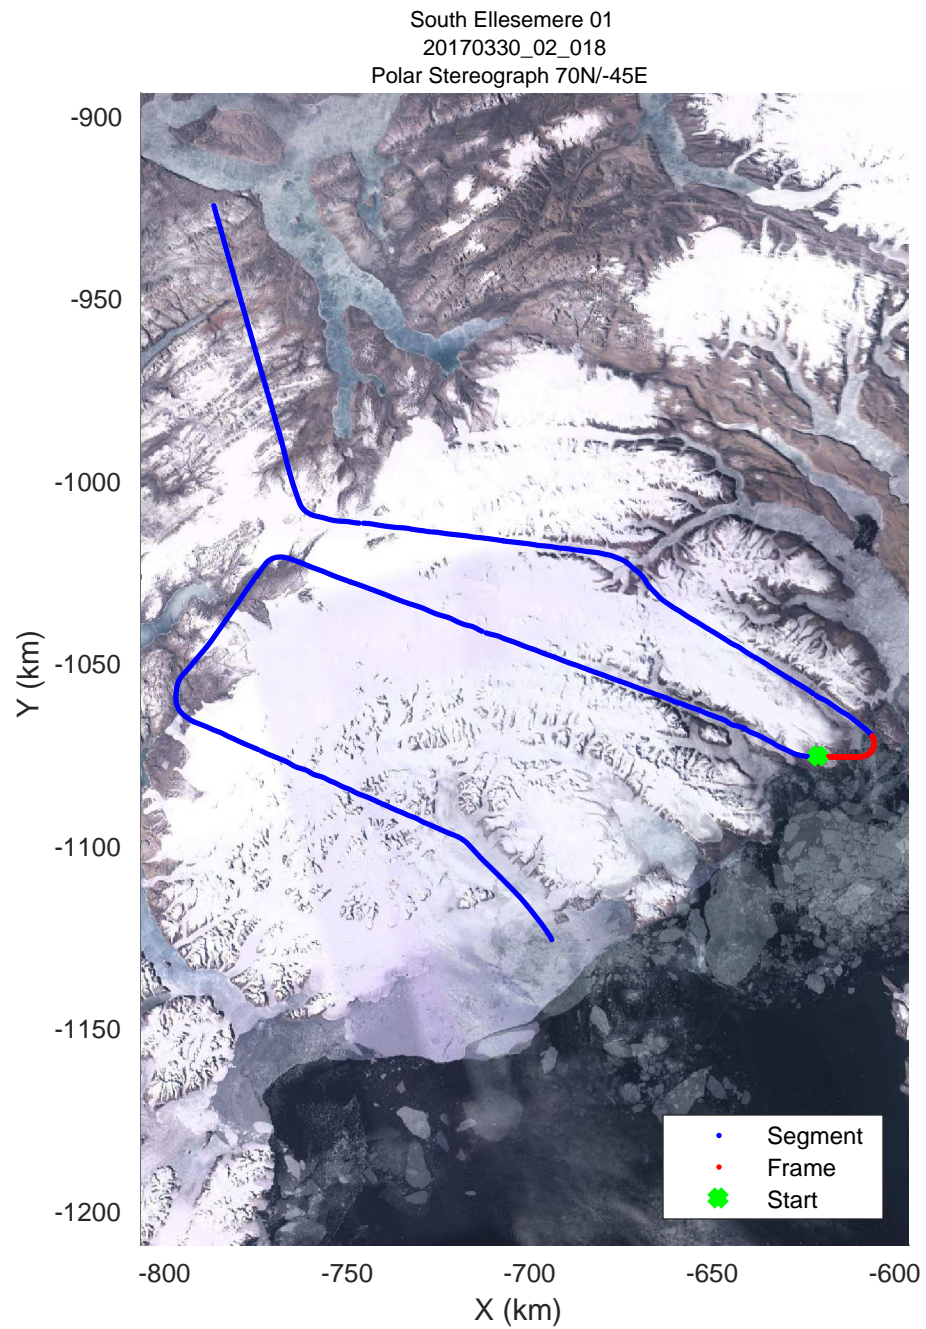 South Ellesemere 01
20170330_02_018
Polar Stereograph 70N/-45E
-900
-950
-1000
-1050
-1100
-1150
-1200
Y (km)
-800
-750
-700
-650
-600
X (km)
Segment
Frame
Start